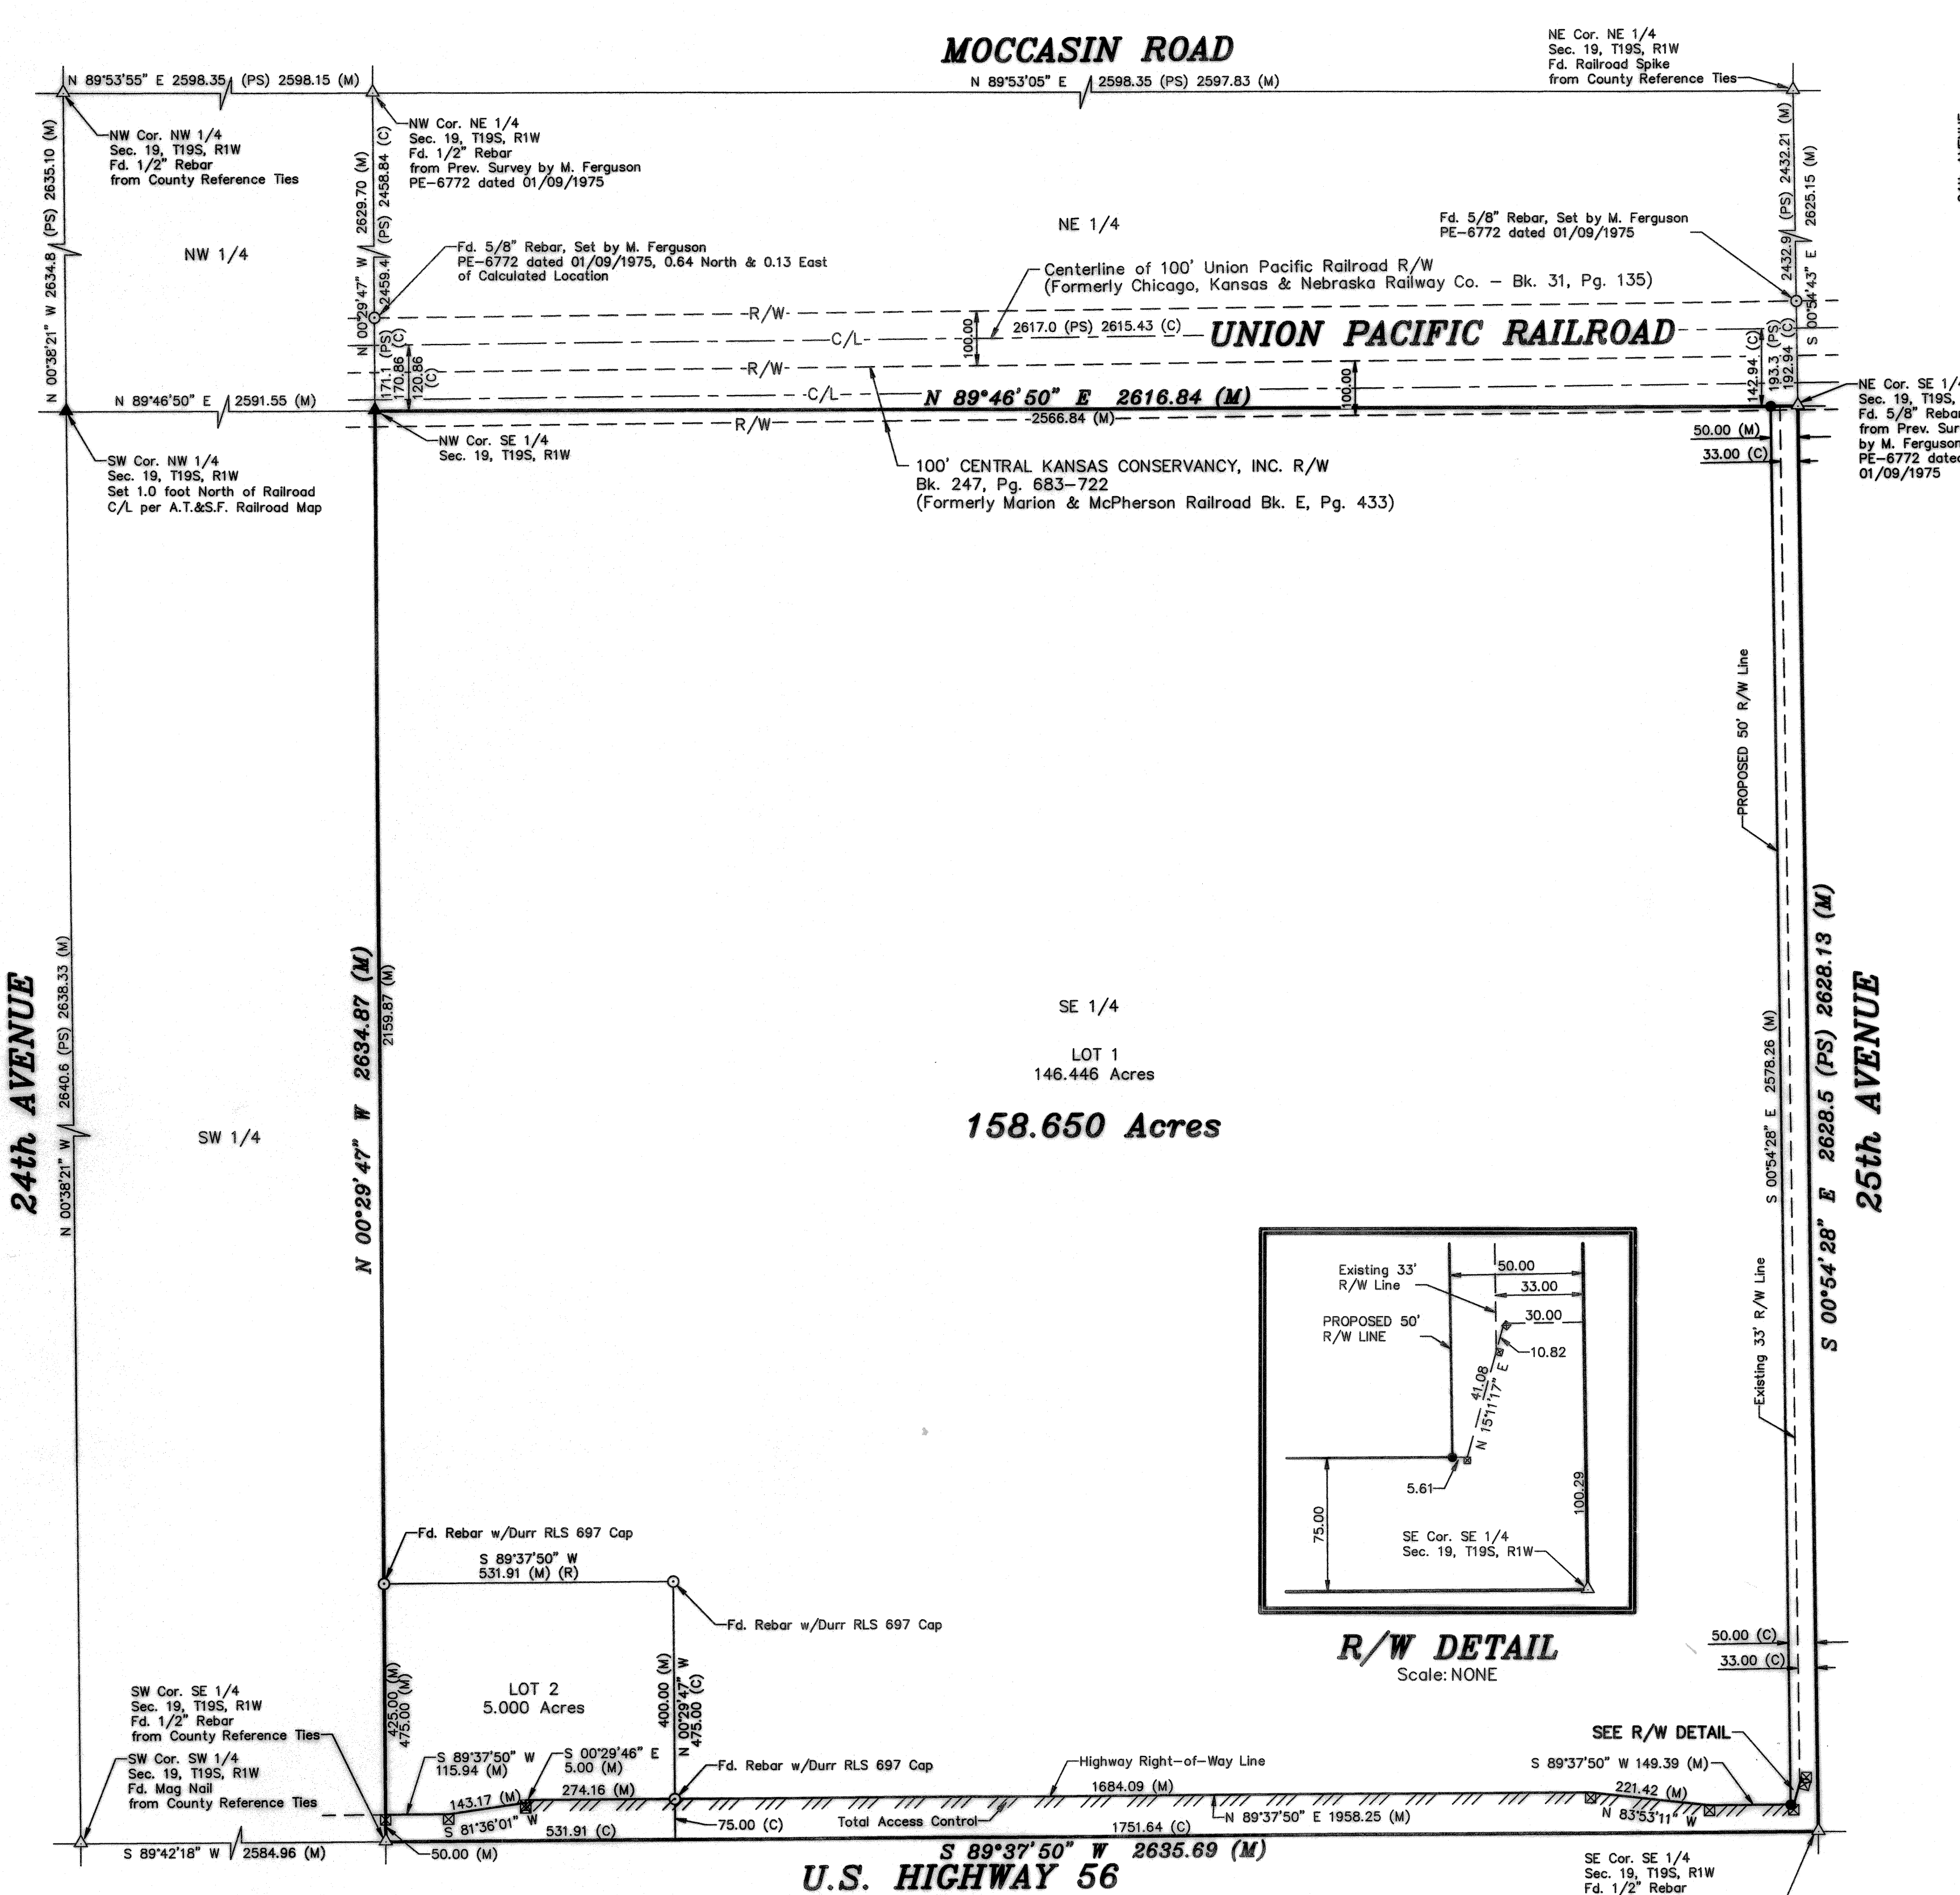 MOCCASIN ROAD
N 89°53'55" E 2598.35 (PS) 2598.15 (M)
N 89°53'05" E 2598.35 (PS) 2597.83 (M)
NE Cor. NE 1/4
Sec. 19, T19S, R1W
Fd. Railroad Spike
from County Reference Ties
NW Cor. NW 1/4
Sec. 19, T19S, R1W
Fd. 1/2" Rebar
from County Reference Ties
NW Cor. NE 1/4
Sec. 19, T19S, R1W
Fd. 1/2" Rebar
from Prev. Survey by M. Ferguson
PE-6772 dated 01/09/1975
N 00°38'21" W 2634.8 (PS) 2635.10 (M)
N 00°29'47" W 2629.70 (M)
2459.4 (PS) 2458.84 (C)
2432.9 (PS) 2432.21 (M)
S 00°54'43" E 2625.15 (M)
NW 1/4
NE 1/4
Fd. 5/8" Rebar, Set by M. Ferguson
PE-6772 dated 01/09/1975, 0.64 North & 0.13 East
of Calculated Location
Fd. 5/8" Rebar, Set by M. Ferguson
PE-6772 dated 01/09/1975
Centerline of 100' Union Pacific Railroad R/W
(Formerly Chicago, Kansas & Nebraska Railway Co. – Bk. 31, Pg. 135)
R/W
C/L
R/W
C/L
R/W
100.00
2617.0 (PS) 2615.43 (C)
UNION PACIFIC RAILROAD
100.00
171.1 (PS)
170.86 (C)
120.86 (C)
142.94 (C)
193.3 (PS)
192.94 (C)
N 89°46'50" E 2591.55 (M)
N 89°46'50" E 2616.84 (M)
2566.84 (M)
50.00 (M)
33.00 (C)
NE Cor. SE 1/4
Sec. 19, T19S,
Fd. 5/8" Rebar
from Prev. Sur
by M. Ferguson
PE-6772 dated
01/09/1975
SW Cor. NW 1/4
Sec. 19, T19S, R1W
Set 1.0 foot North of Railroad
C/L per A.T.&S.F. Railroad Map
NW Cor. SE 1/4
Sec. 19, T19S, R1W
100' CENTRAL KANSAS CONSERVANCY, INC. R/W
Bk. 247, Pg. 683–722
(Formerly Marion & McPherson Railroad Bk. E, Pg. 433)
PROPOSED 50' R/W Line
24th AVENUE
N 00°38'21" W 2640.6 (PS) 2638.33 (M)
SW 1/4
N 00°29'47" W 2634.87 (M)
2159.87 (M)
SE 1/4
LOT 1
146.446 Acres
158.650 Acres
S 00°54'28" E 2578.26 (M)
S 00°54'28" E 2628.5 (PS) 2628.13 (M)
25th AVENUE
Existing 33' R/W Line
Existing 33'
R/W Line
50.00
33.00
30.00
PROPOSED 50'
R/W LINE
10.82
41.08
N 15°11'17" E
5.61
75.00
100.29
SE Cor. SE 1/4
Sec. 19, T19S, R1W
R/W DETAIL
Scale: NONE
Fd. Rebar w/Durr RLS 697 Cap
S 89°37'50" W
531.91 (M) (R)
Fd. Rebar w/Durr RLS 697 Cap
425.00 (M)
475.00 (M)
LOT 2
5.000 Acres
400.00 (M)
N 00°29'47" W
475.00 (C)
50.00 (C)
33.00 (C)
SEE R/W DETAIL
SW Cor. SE 1/4
Sec. 19, T19S, R1W
Fd. 1/2" Rebar
from County Reference Ties
SW Cor. SW 1/4
Sec. 19, T19S, R1W
Fd. Mag Nail
from County Reference Ties
S 89°37'50" W
115.94 (M)
S 00°29'46" E
5.00 (M)
Fd. Rebar w/Durr RLS 697 Cap
Highway Right–of–Way Line
S 89°37'50" W 149.39 (M)
143.17 (M)
S 81°36'01" W
274.16 (M)
1684.09 (M)
221.42 (M)
N 83°53'11" W
Total Access Control
N 89°37'50" E 1958.25 (M)
531.91 (C)
75.00 (C)
1751.64 (C)
S 89°42'18" W 2584.96 (M)
50.00 (M)
S 89°37'50" W 2635.69 (M)
U.S. HIGHWAY 56
SE Cor. SE 1/4
Sec. 19, T19S, R1W
Fd. 1/2" Rebar